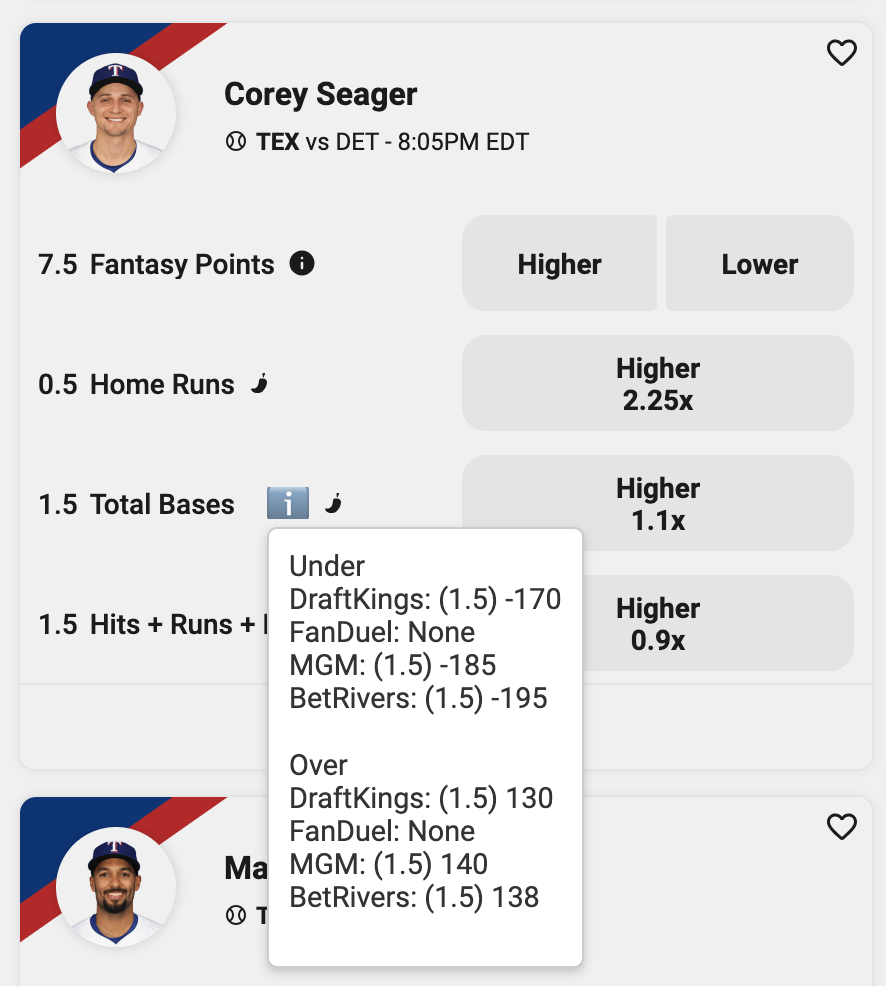 Corey Seager
TEX vs DET - 8:05PM EDT
7.5 Fantasy Points
Higher
Lower
0.5 Home Runs
Higher
2.25x
1.5 Total Bases
Higher
1.1x
1.5 Hits + Runs +
Higher
0.9x
Under
DraftKings: (1.5) -170
FanDuel: None
MGM: (1.5) -185
BetRivers: (1.5) -195
Over
DraftKings: (1.5) 130
FanDuel: None
MGM: (1.5) 140
BetRivers: (1.5) 138
Ma
T